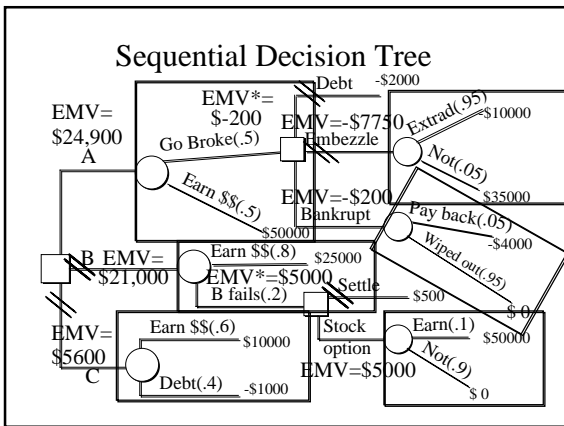 Sequential Decision Tree
Debt
-$2000
EMV=
$24,900
A
EMV*=
$-200
Go Broke(.5)
Earn $$(.5)
$50000
EMV=-$7750
Embezzle
Extrad(.95)
-$10000
Not(.05)
$35000
EMV=-$200
Bankrupt
Pay back(.05)
-$4000
Wiped out(.95)
$ 0
B EMV=
$21,000
Earn $$(.8)
$25000
EMV*=$5000
B fails(.2)
Settle
$500
Stock
option
EMV=$5000
Earn(.1)
$50000
Not(.9)
$ 0
EMV=
$5600
C
Earn $$(.6)
$10000
Debt(.4)
-$1000